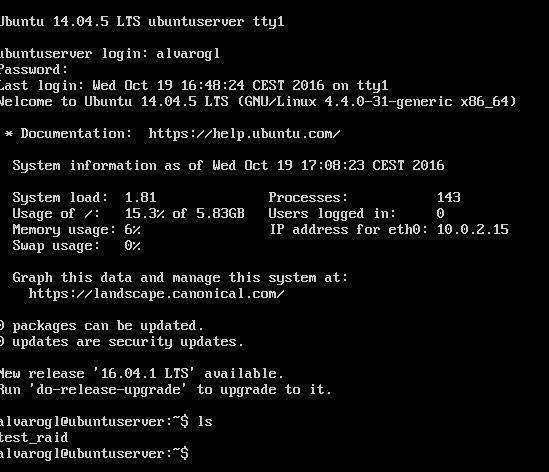 Ubuntu 14.04.5 LTS ubuntuserver tty1
ubuntuserver login: alvarogl
Password:
Last login: Wed Oct 19 16:48:24 CEST 2016 on tty1
Welcome to Ubuntu 14.04.5 LTS (GNU/Linux 4.4.0-31-generic x86_64)
* Documentation:  https://help.ubuntu.com/
System information as of Wed Oct 19 17:08:23 CEST 2016
System load:  1.81 Processes: 143
Usage of /: 15.3% of 5.83GB Users logged in: 0
Memory usage: 6% IP address for eth0: 10.0.2.15
Swap usage: 0%
Graph this data and manage this system at:
https://landscape.canonical.com/
0 packages can be updated.
0 updates are security updates.
New release '16.04.1 LTS' available.
Run 'do-release-upgrade' to upgrade to it.
alvarogl@ubuntuserver:~$ ls
test_raid
alvarogl@ubuntuserver:~$